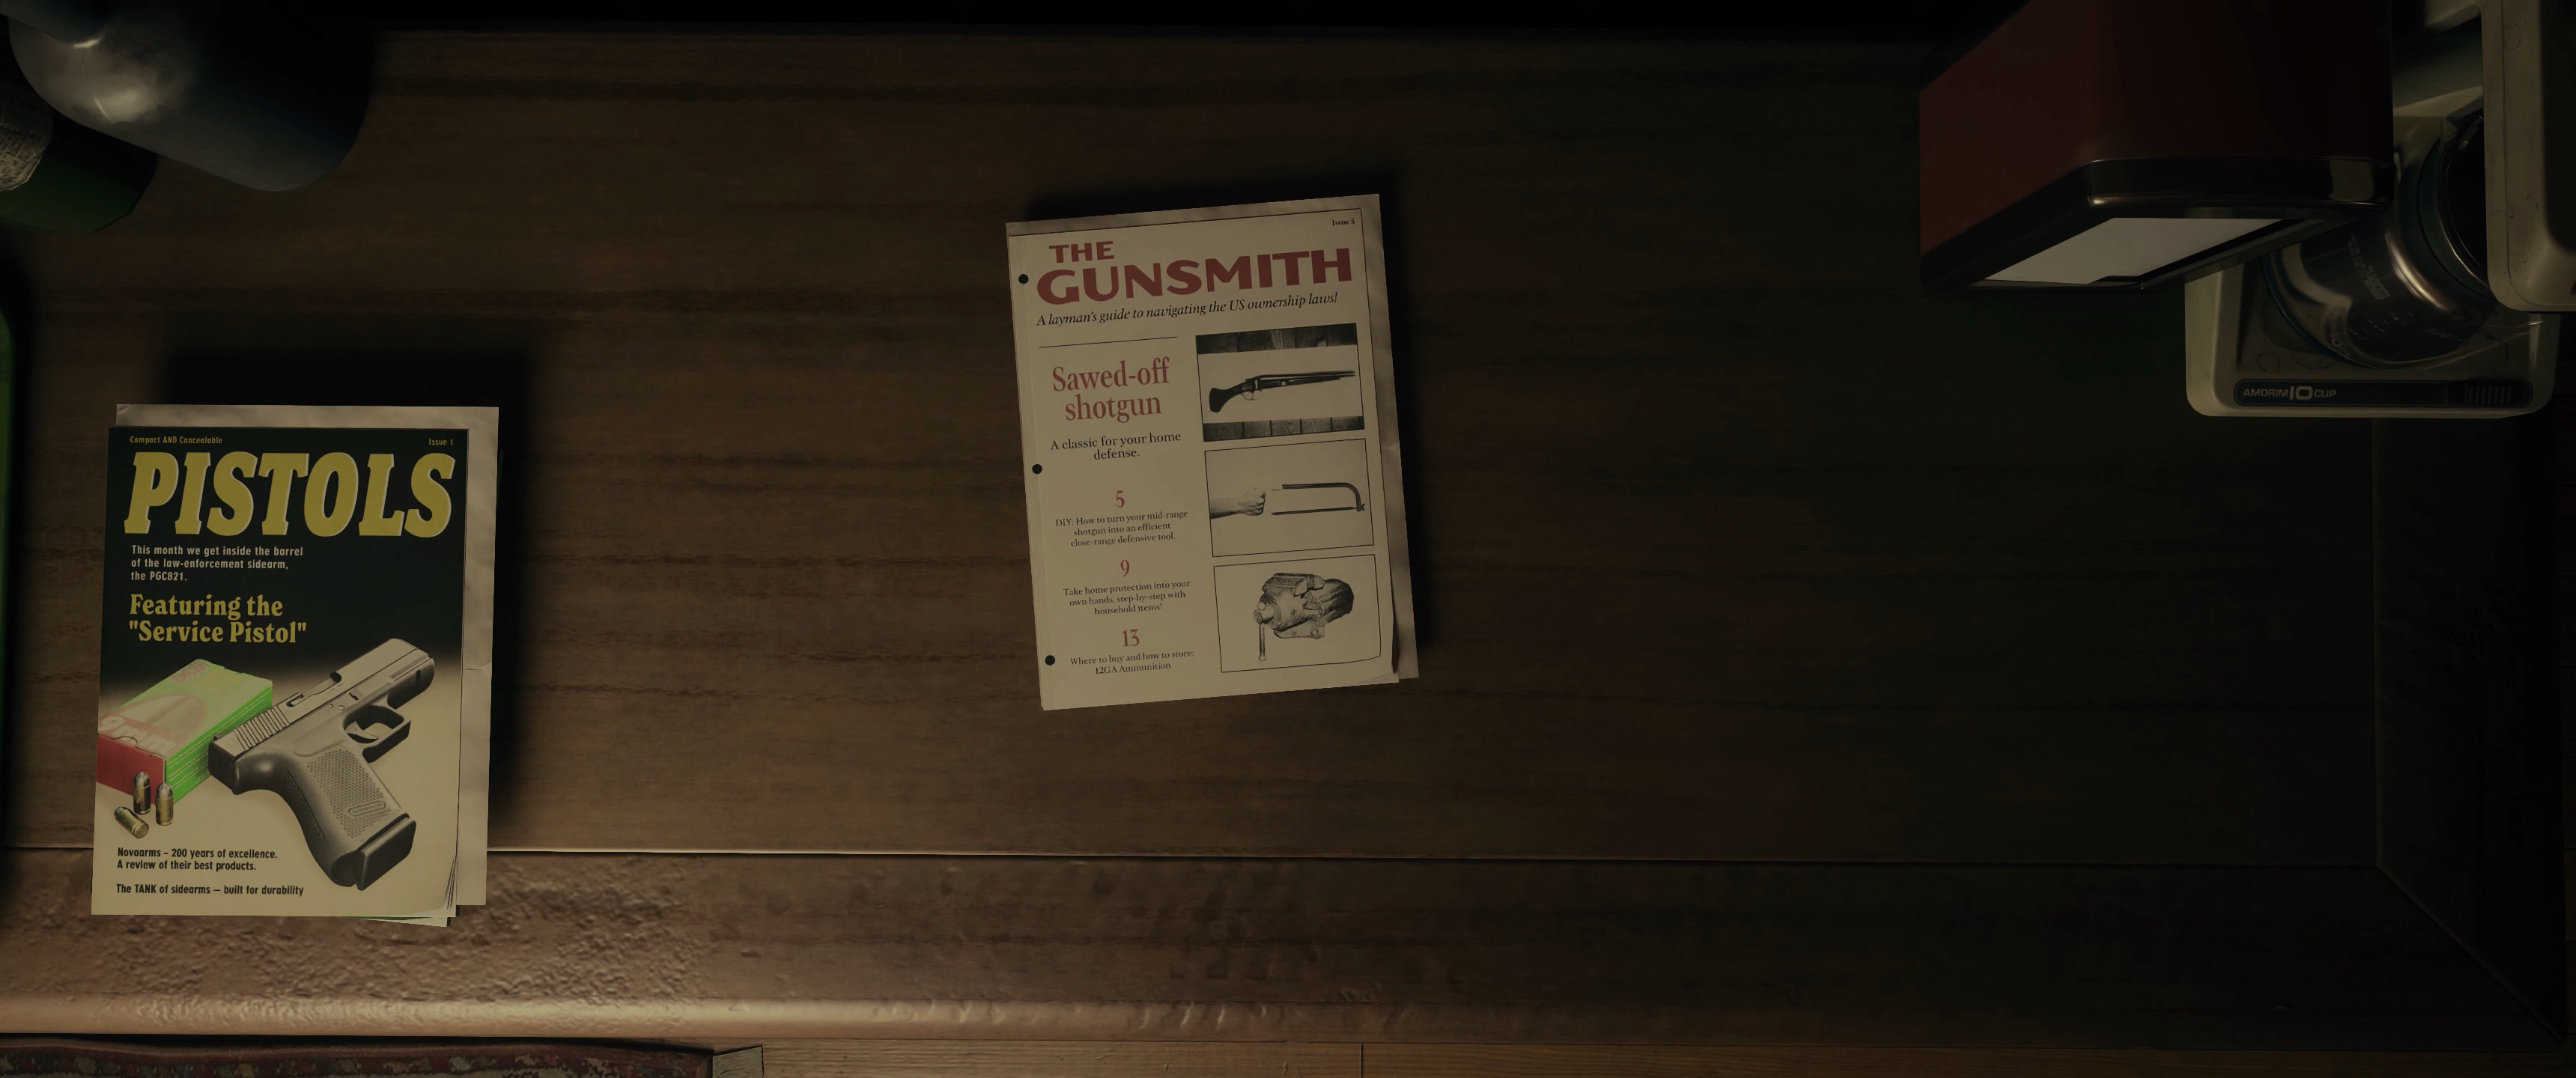 Compact AND Concealable
Issue 1
PISTOLS
This month we get inside the barrel
of the law-enforcement sidearm,
the PGC821.
Featuring the
"Service Pistol"
9mm
Novaarms – 200 years of excellence.
A review of their best products.
The TANK of sidearms – built for durability
Issue 5
THE
GUNSMITH
A layman's guide to navigating the US ownership laws!
Sawed-off
shotgun
A classic for your home
defense.
5
DIY: How to turn your mid-range
shotgun into an efficient
close-range defensive tool.
9
Take home protection into your
own hands, step-by-step with
household items!
13
Where to buy and how to store:
12GA Ammunition
AMORIM 10 CUP